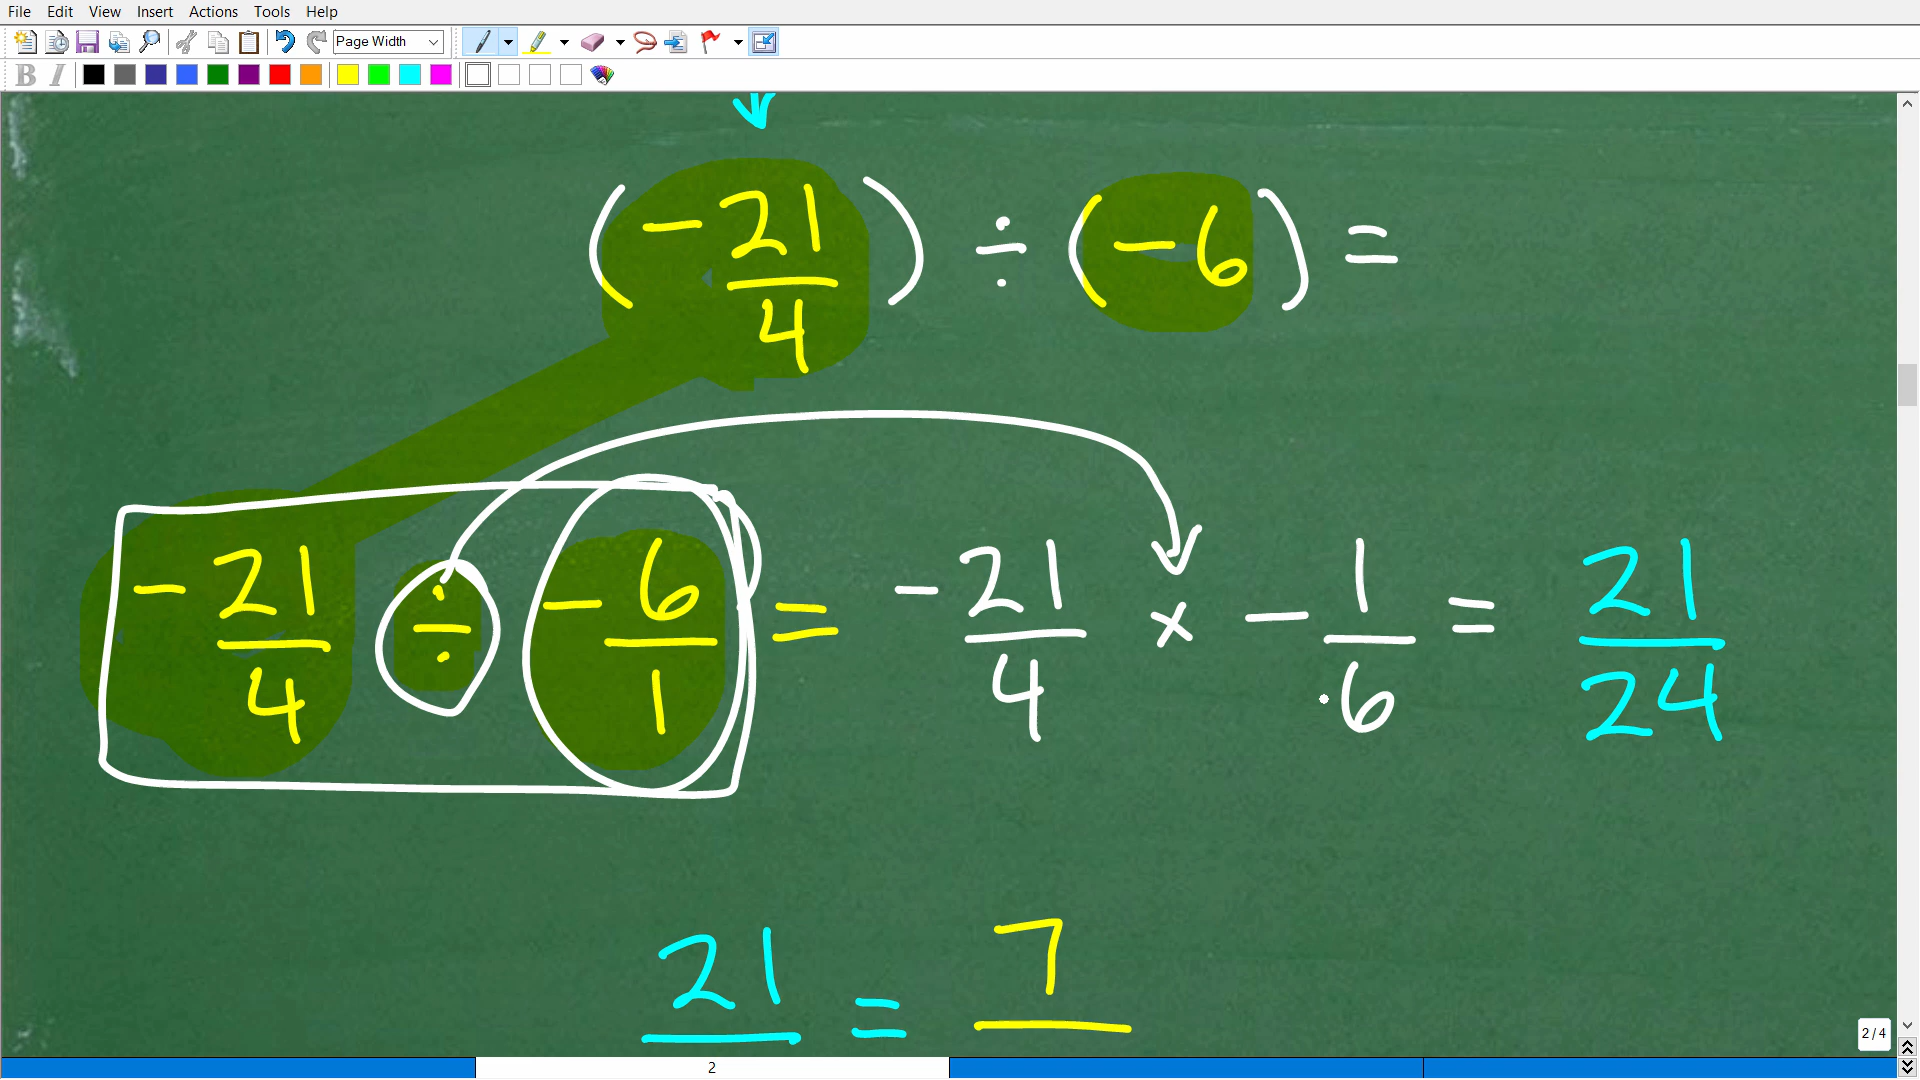 File Edit View Insert Actions Tools Help
Page Width
B I
(-21/4) ÷ (-6) =
-21/4 ÷ -6/1 = -21/4 × -1/6 = 21/24
21 = 7
2/4
2